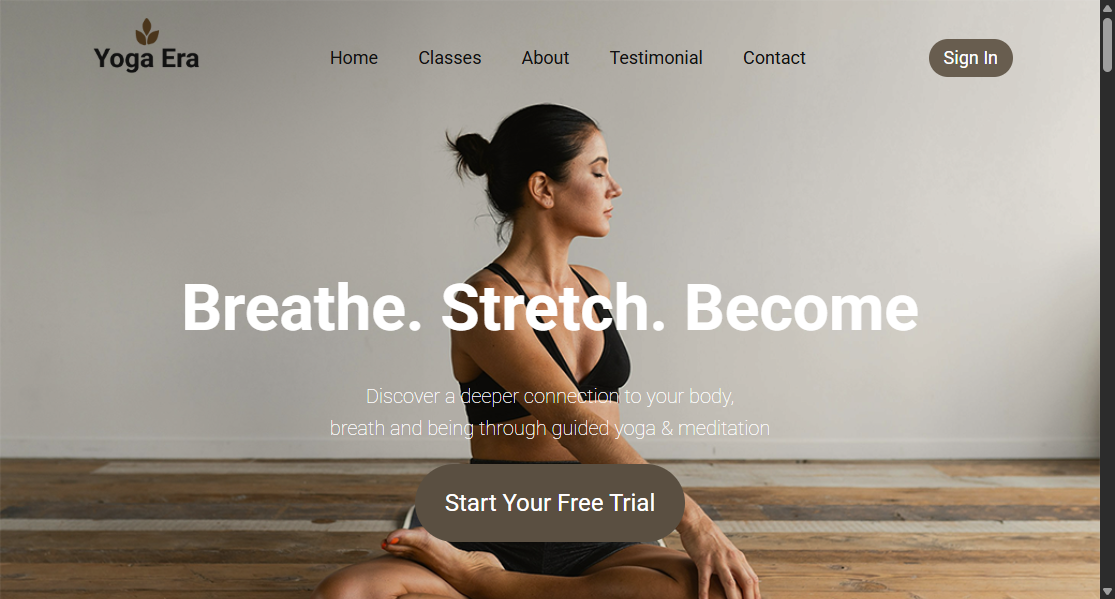 Yoga Era
Home
Classes
About
Testimonial
Contact
Sign In
Breathe. Stretch. Become
Discover a deeper connection to your body,
breath and being through guided yoga & meditation
Start Your Free Trial